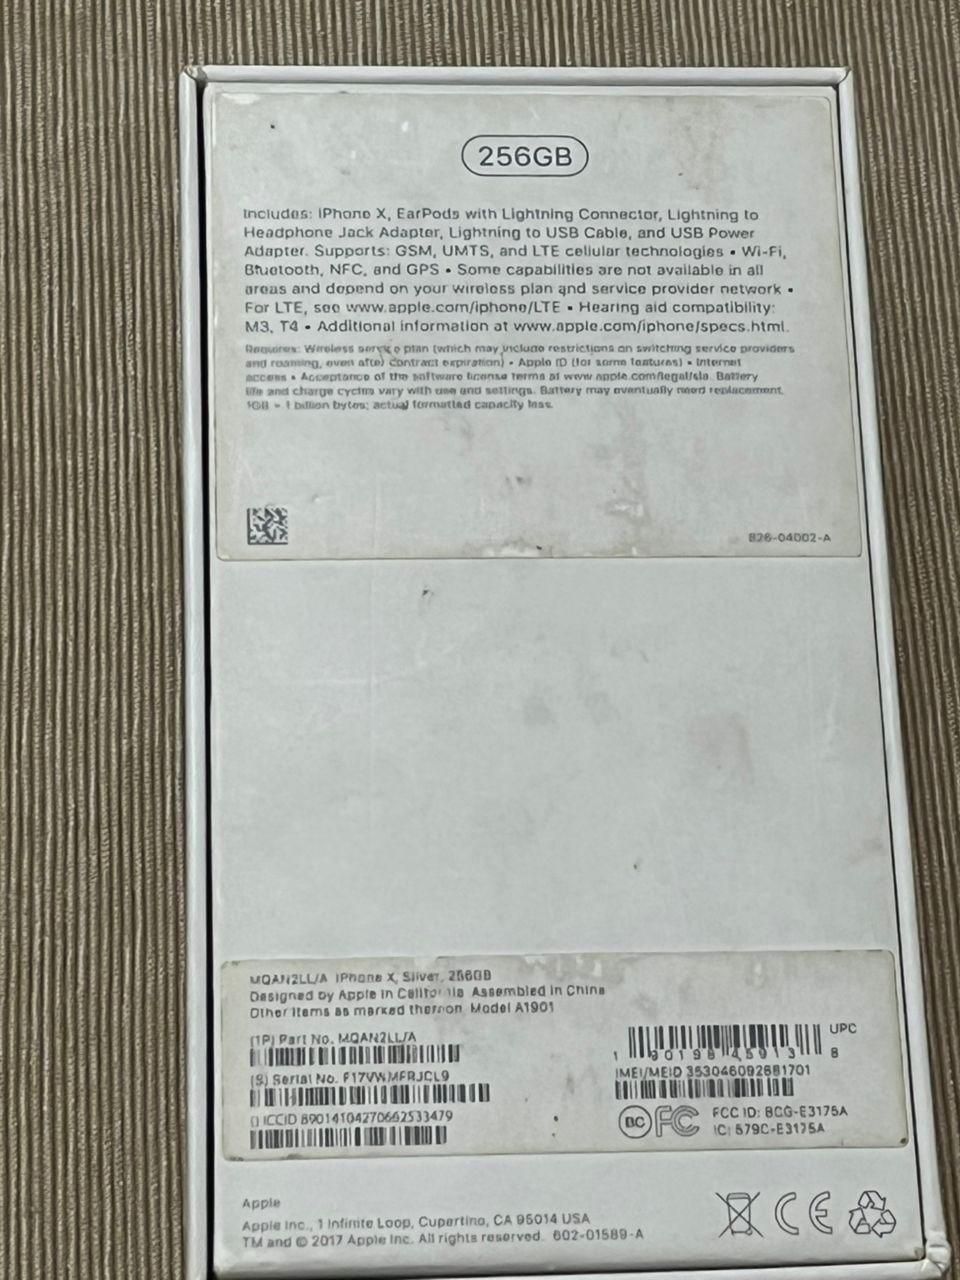 256GB
Includes: iPhone X, EarPods with Lightning Connector, Lightning to
Headphone Jack Adapter, Lightning to USB Cable, and USB Power
Adapter. Supports: GSM, UMTS, and LTE cellular technologies • Wi-Fi,
Bluetooth, NFC, and GPS • Some capabilities are not available in all
areas and depend on your wireless plan and service provider network •
For LTE, see www.apple.com/iphone/LTE • Hearing aid compatibility:
M3, T4 • Additional information at www.apple.com/iphone/specs.html.
Requires: Wireless service plan (which may include restrictions on switching service providers
and roaming, even after contract expiration) • Apple ID (for some features) • Internet
access • Acceptance of the software license terms at www.apple.com/legal/sla. Battery
life and charge cycles vary with use and settings. Battery may eventually need replacement.
1GB = 1 billion bytes; actual formatted capacity less.
826-04002-A
MQAN2LL/A iPhone X, Silver, 256GB
Designed by Apple in California Assembled in China
Other items as marked thereon Model A1901
(1P) Part No. MQAN2LL/A
(S) Serial No. F17VWMFRJCL9
() ICCID 89014104270662533479
UPC
1 90198 45913 8
IMEI/MEID 353046092681701
BC FC
FCC ID: BCG-E3175A
IC: 579C-E3175A
Apple
Apple Inc., 1 Infinite Loop, Cupertino, CA 95014 USA
TM and © 2017 Apple Inc. All rights reserved. 602-01589-A
CE